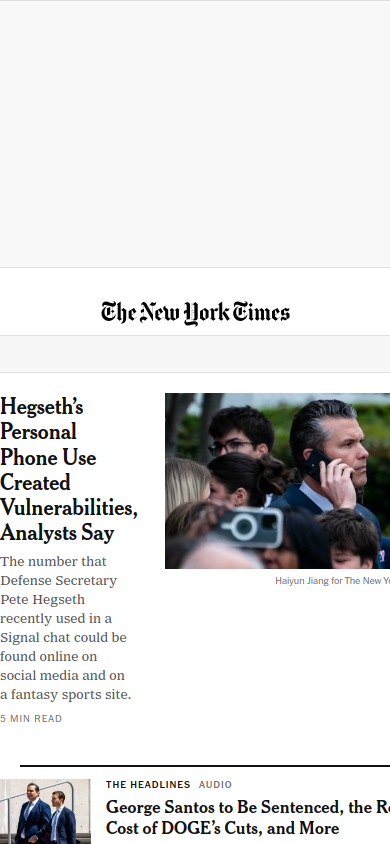 The New York Times
Hegseth's
Personal
Phone Use
Created
Vulnerabilities,
Analysts Say
The number that
Defense Secretary
Pete Hegseth
recently used in a
Signal chat could be
found online on
social media and on
a fantasy sports site.
5 MIN READ
Haiyun Jiang for The New
THE HEADLINES AUDIO
George Santos to Be Sentenced, the
Cost of DOGE's Cuts, and More